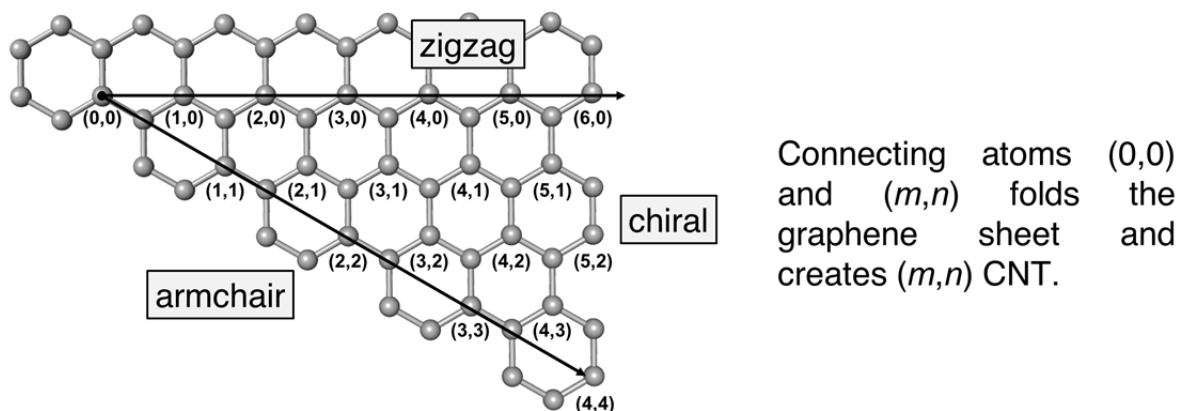 zigzag
(0,0) (1,0) (2,0) (3,0) (4,0) (5,0) (6,0)
(1,1) (2,1) (3,1) (4,1) (5,1)
chiral
(2,2) (3,2) (4,2) (5,2)
armchair
(3,3) (4,3)
(4,4)
Connecting atoms (0,0)
and (m,n) folds the
graphene sheet and
creates (m,n) CNT.